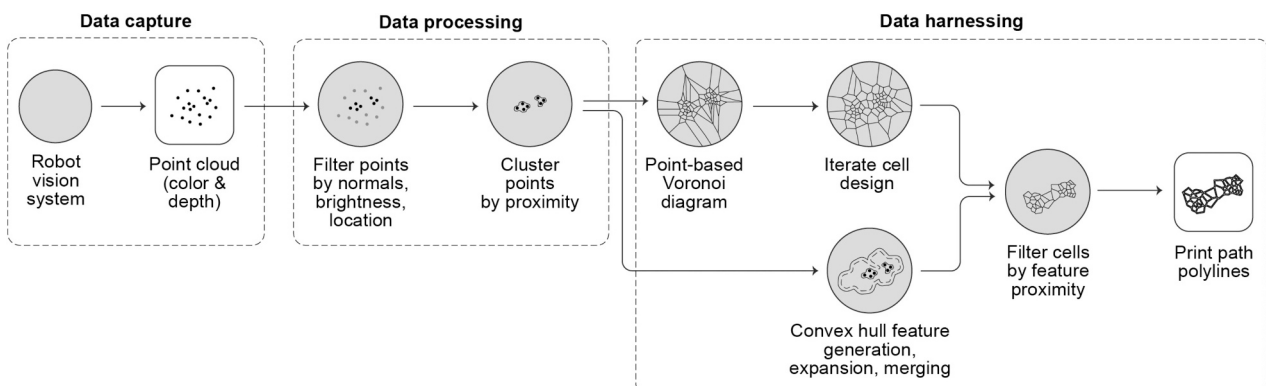 Data capture
Data processing
Data harnessing
Robot
vision
system
Point cloud
(color &
depth)
Filter points
by normals,
brightness,
location
Cluster
points
by proximity
Point-based
Voronoi
diagram
Iterate cell
design
Convex hull feature
generation,
expansion, merging
Filter cells
by feature
proximity
Print path
polylines